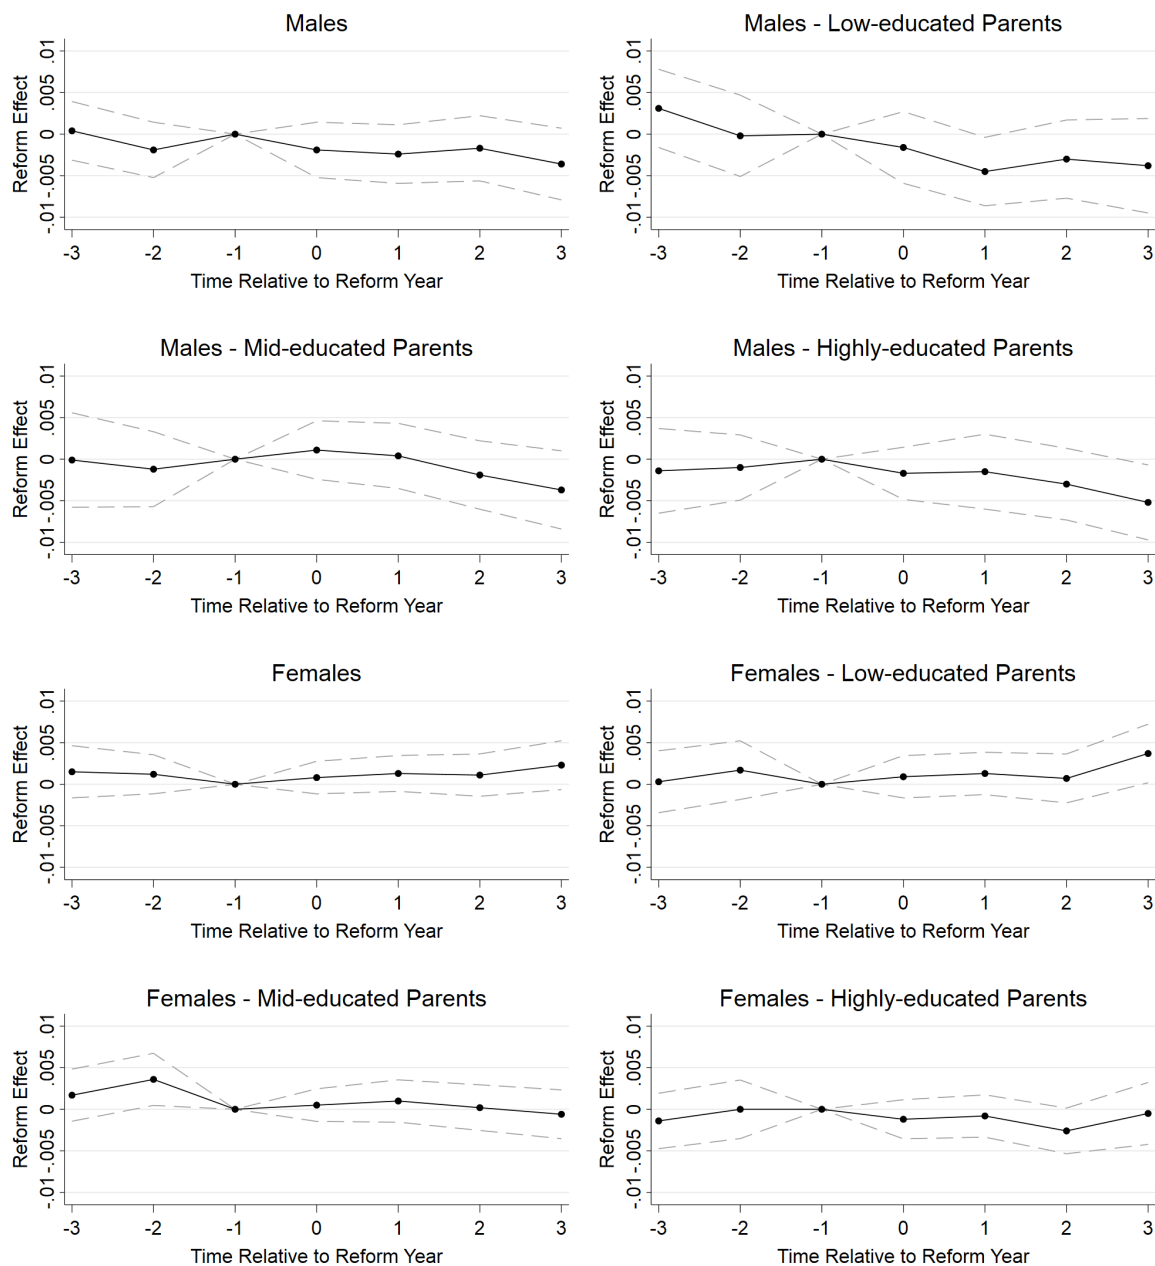 Males
Reform Effect
.01
.005
0
-.005
-.01
-3 -2 -1 0 1 2 3
Time Relative to Reform Year
Males - Low-educated Parents
Reform Effect
.01
.005
0
-.005
-.01
-3 -2 -1 0 1 2 3
Time Relative to Reform Year
Males - Mid-educated Parents
Reform Effect
.01
.005
0
-.005
-.01
-3 -2 -1 0 1 2 3
Time Relative to Reform Year
Males - Highly-educated Parents
Reform Effect
.01
.005
0
-.005
-.01
-3 -2 -1 0 1 2 3
Time Relative to Reform Year
Females
Reform Effect
.01
.005
0
-.005
-.01
-3 -2 -1 0 1 2 3
Time Relative to Reform Year
Females - Low-educated Parents
Reform Effect
.01
.005
0
-.005
-.01
-3 -2 -1 0 1 2 3
Time Relative to Reform Year
Females - Mid-educated Parents
Reform Effect
.01
.005
0
-.005
-.01
-3 -2 -1 0 1 2 3
Time Relative to Reform Year
Females - Highly-educated Parents
Reform Effect
.01
.005
0
-.005
-.01
-3 -2 -1 0 1 2 3
Time Relative to Reform Year